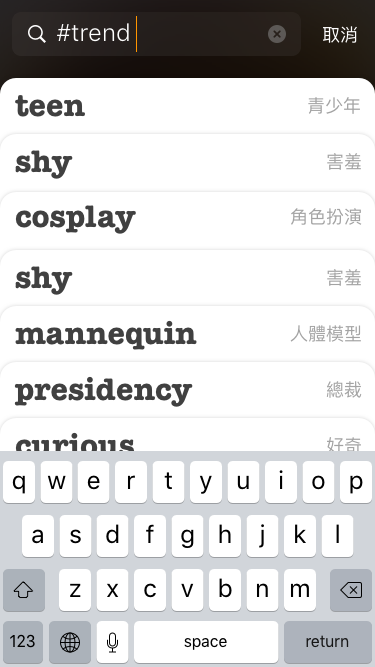 #trend
取消
teen 青少年
shy 害羞
cosplay 角色扮演
shy 害羞
mannequin 人體模型
presidency 總裁
curious 好奇
q w e r t y u i o p
a s d f g h j k l
z x c v b n m
123 space return